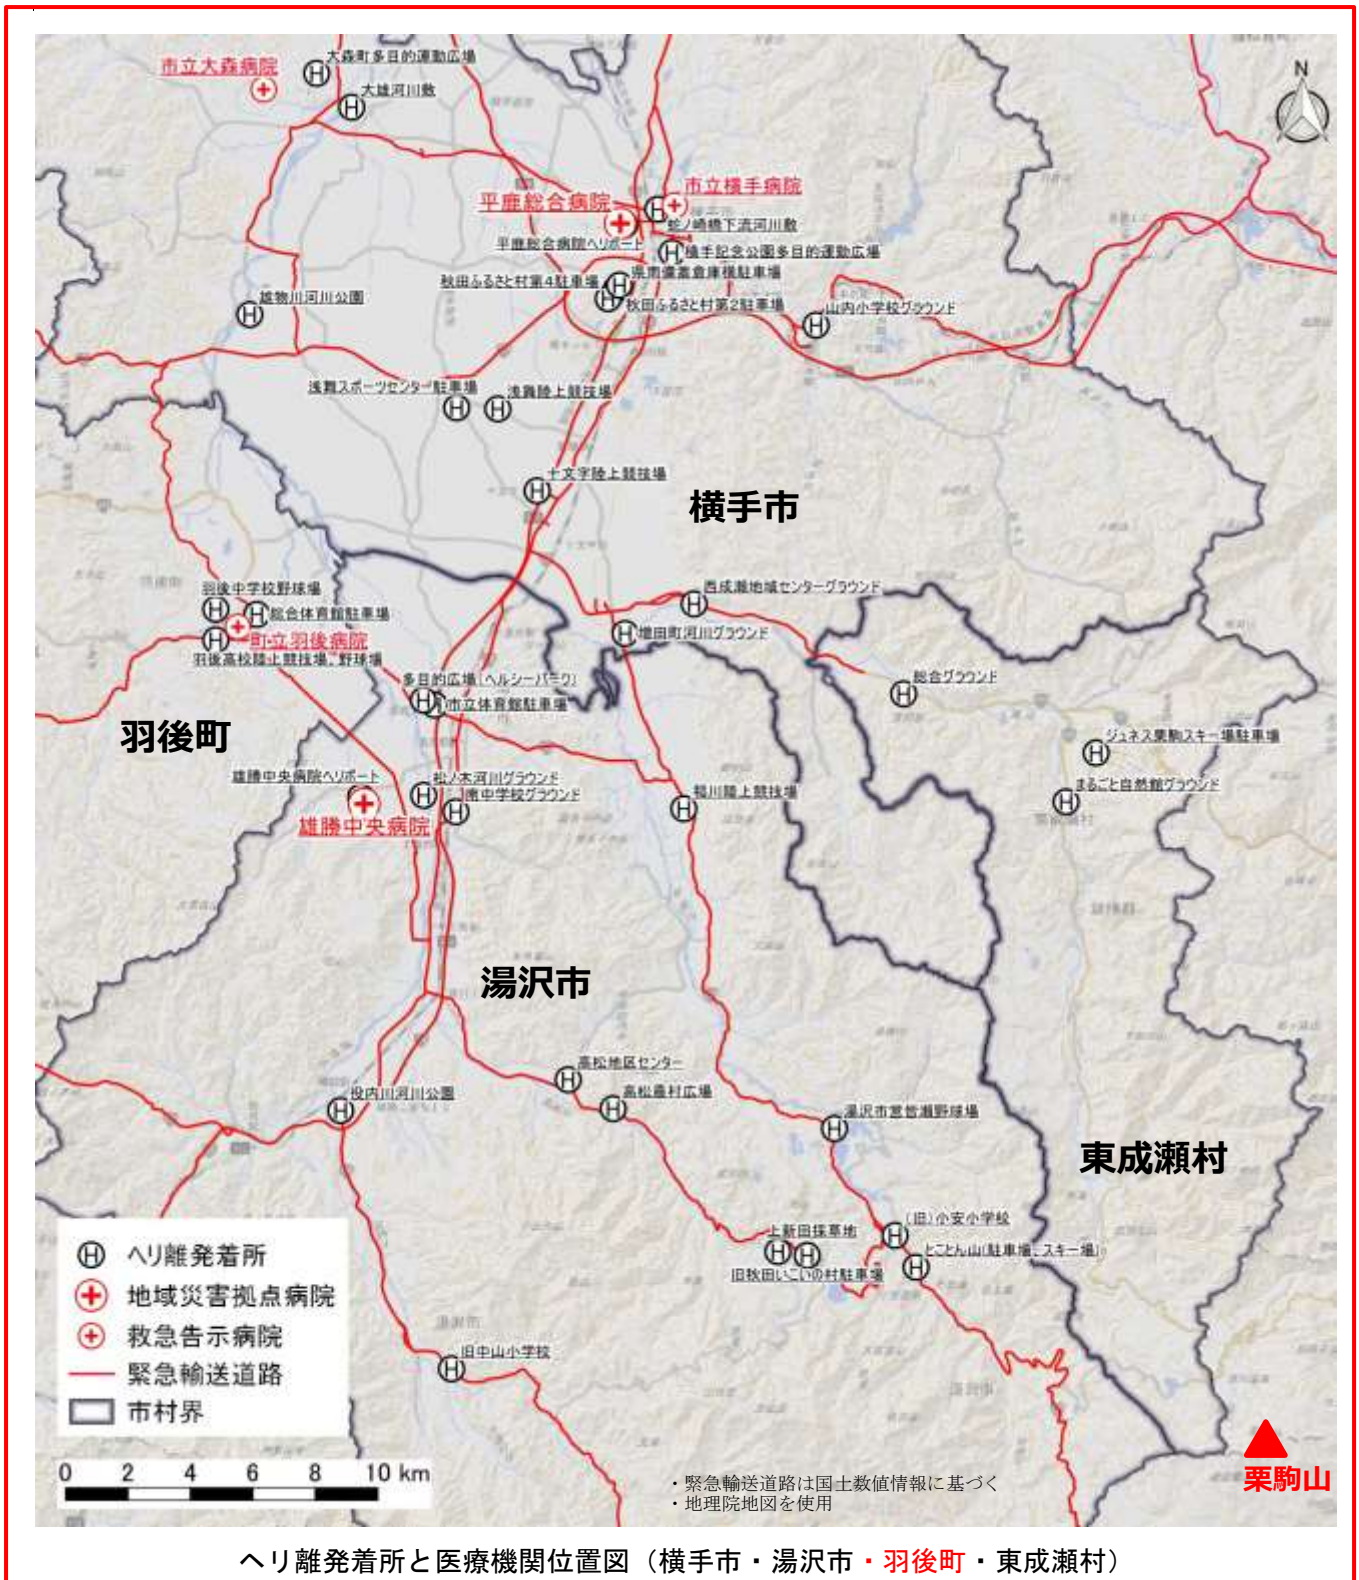 大森町多目的運動広場
市立大森病院
大雄河川敷
N
市立横手病院
平鹿総合病院
蛇ノ崎橋下流河川敷
平鹿総合病院ヘリポート
横手記念公園多目的運動広場
県南備蓄倉庫横駐車場
秋田ふるさと村第4駐車場
秋田ふるさと村第2駐車場
雄物川河川公園
山内小学校グラウンド
浅舞スポーツセンター駐車場
浅舞陸上競技場
十文字陸上競技場
横手市
羽後中学校野球場
総合体育館駐車場
町立羽後病院
羽後高校陸上競技場、野球場
西成瀬地域センターグラウンド
増田町河川グラウンド
多目的広場(ヘルシーパーク)
市立体育館駐車場
総合グラウンド
羽後町
ジュネス栗駒スキー場駐車場
まるごと自然館グラウンド
雄勝中央病院ヘリポート
松ノ木河川グラウンド
南中学校グラウンド
稲川陸上競技場
雄勝中央病院
湯沢市
高松地区センター
高松農村広場
役内川河川公園
湯沢市営皆瀬野球場
東成瀬村
(旧)小安小学校
上新田採草地
とことん山(駐車場、スキー場)
旧秋田いこいの村駐車場
旧中山小学校
ヘリ離発着所
地域災害拠点病院
救急告示病院
緊急輸送道路
市村界
0 2 4 6 8 10 km
栗駒山
・緊急輸送道路は国土数値情報に基づく
・地理院地図を使用
ヘリ離発着所と医療機関位置図（横手市・湯沢市・羽後町・東成瀬村）